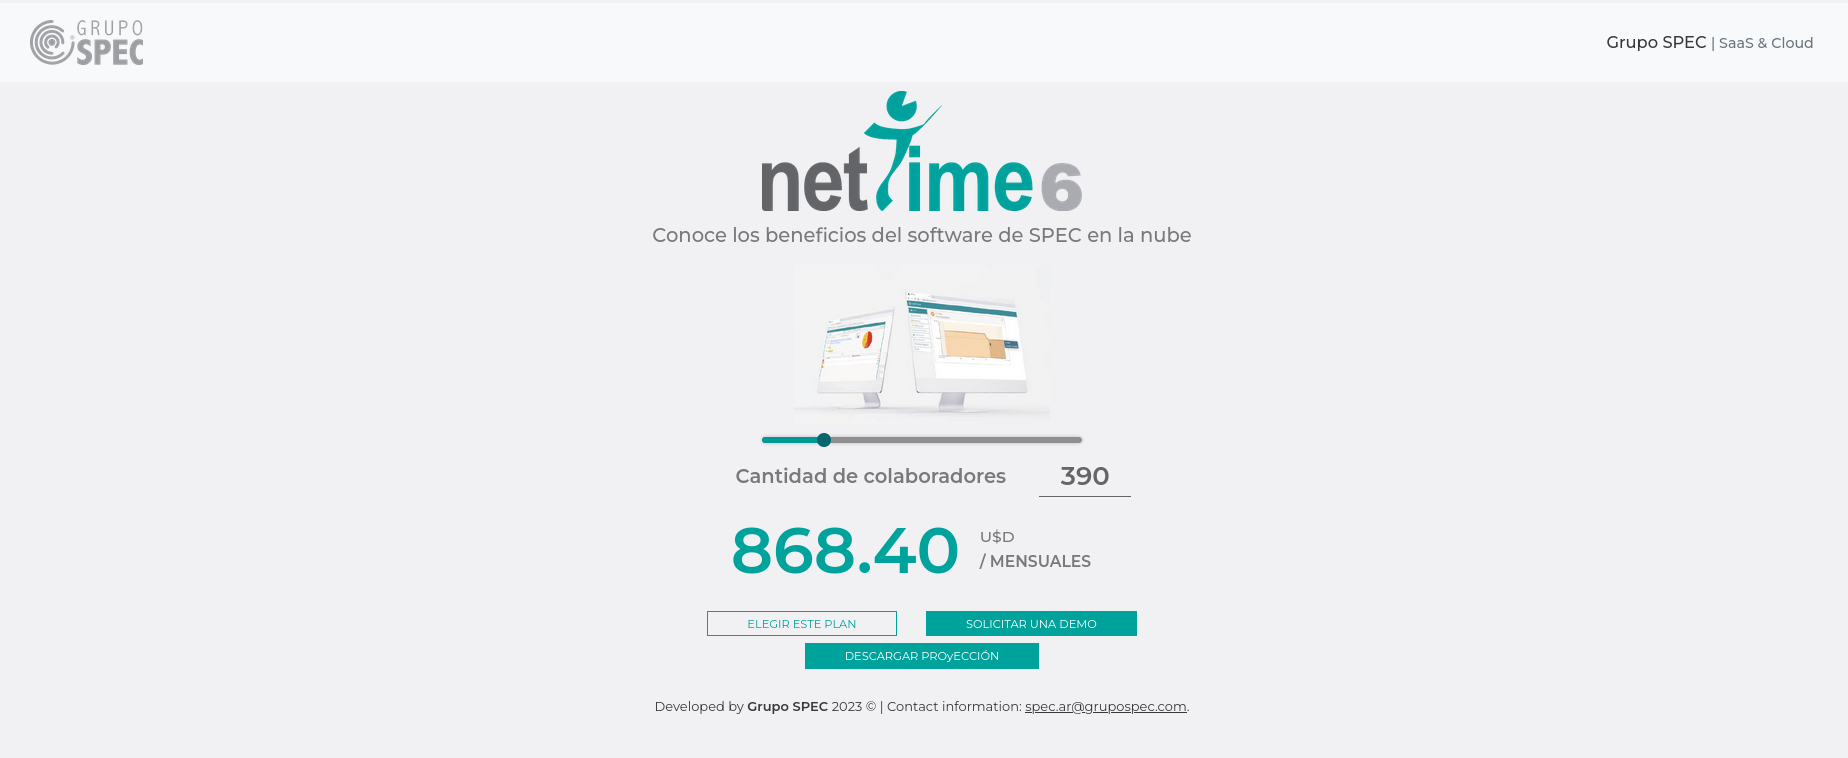 GRUPO
SPEC
Grupo SPEC | SaaS & Cloud
netTime 6
Conoce los beneficios del software de SPEC en la nube
Cantidad de colaboradores 390
868.40 U$D
/ MENSUALES
ELEGIR ESTE PLAN
SOLICITAR UNA DEMO
DESCARGAR PROyECCIÓN
Developed by Grupo SPEC 2023 © | Contact information: spec.ar@grupospec.com.